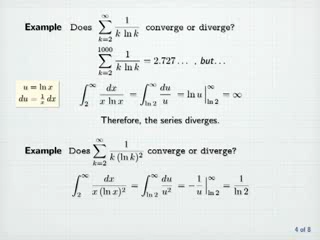 Example Does ∑_{k=2}^{∞} 1/(k ln k) converge or diverge?
∑_{k=2}^{1000} 1/(k ln k) = 2.727... , but...
u = ln x
du = 1/x dx
∫_2^∞ dx/(x ln x) = ∫_{ln 2}^∞ du/u = ln u |_{ln 2}^∞ = ∞
Therefore, the series diverges.
Example Does ∑_{k=2}^{∞} 1/(k (ln k)^2) converge or diverge?
∫_2^∞ dx/(x (ln x)^2) = ∫_{ln 2}^∞ du/u^2 = -1/u |_{ln 2}^∞ = 1/ln 2
4 of 8